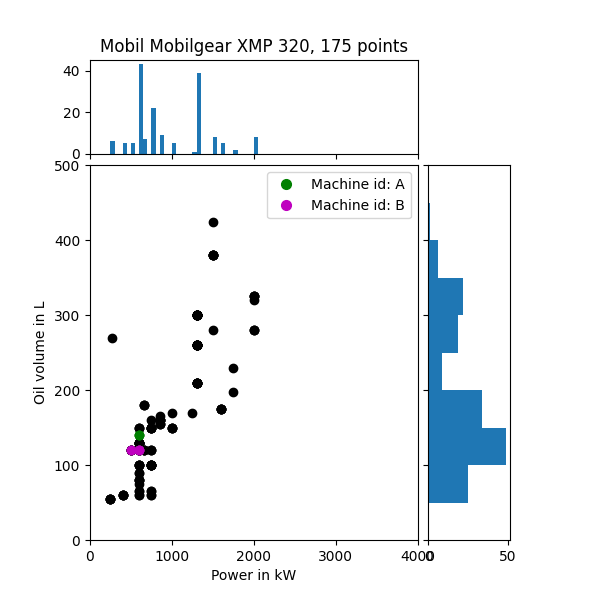 Mobil Mobilgear XMP 320, 175 points
40
20
0
500
400
300
200
100
0
Oil volume in L
Machine id: A
Machine id: B
0 1000 2000 3000 4000
0 50
Power in kW